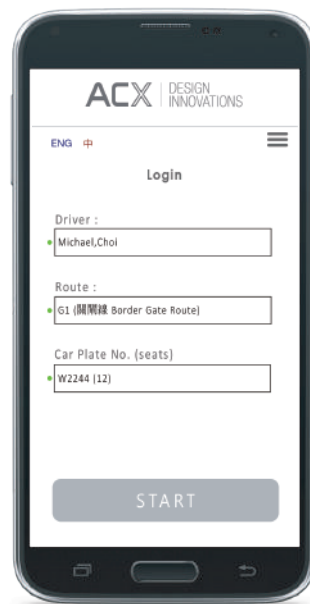 ACX DESIGN
INNOVATIONS
ENG 中
Login
Driver :
Michael,Choi
Route :
G1 (關閘線 Border Gate Route)
Car Plate No. (seats)
W2244 (12)
START